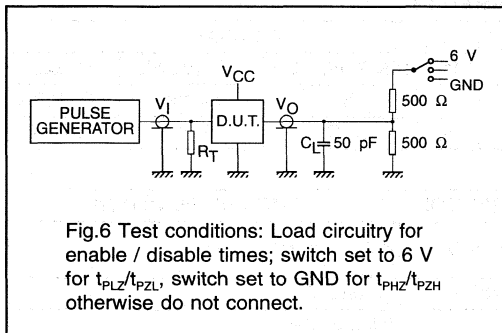 6 V
GND
500 Ω
500 Ω
V_CC
V_I
V_O
PULSE
GENERATOR
D.U.T.
R_T
C_L
50 pF
Fig.6 Test conditions: Load circuitry for
enable / disable times; switch set to 6 V
for t_PLZ/t_PZL, switch set to GND for t_PHZ/t_PZH
otherwise do not connect.